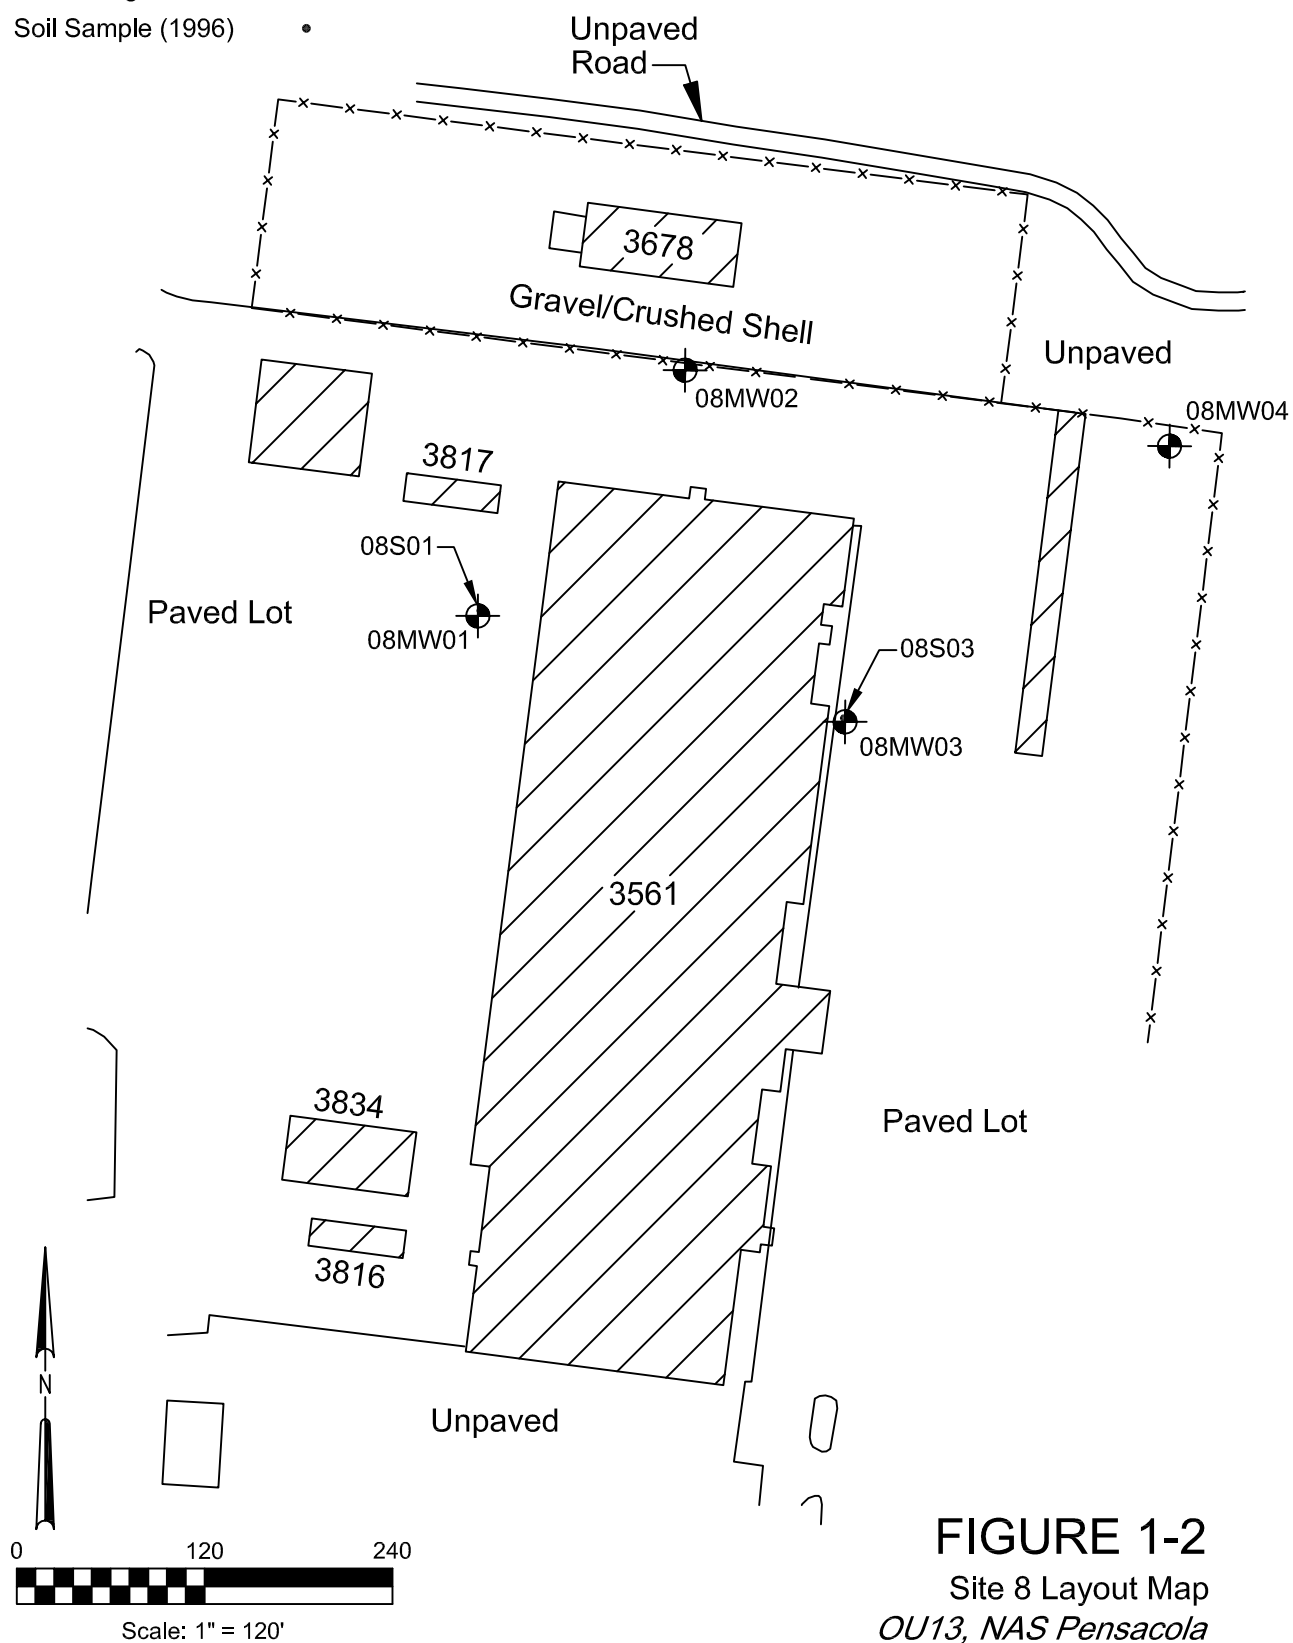 Soil Sample (1996)
Unpaved
Road
3678
Gravel/Crushed Shell
Unpaved
08MW02
08MW04
3817
08S01
Paved Lot
08MW01
08S03
08MW03
3561
3834
Paved Lot
3816
N
Unpaved
0 120 240
Scale: 1" = 120'
FIGURE 1-2
Site 8 Layout Map
OU13, NAS Pensacola